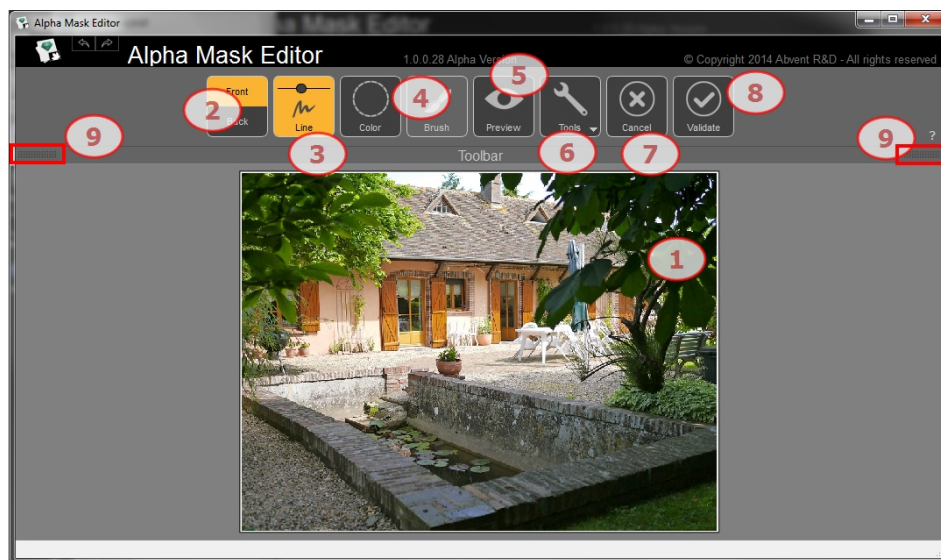 Alpha Mask Editor
Alpha Mask Editor
1.0.0.28 Alpha Version
© Copyright 2014 Abvent R&D - All rights reserved
5
4
8
2
Front
Back
Line
Color
Brush
Preview
Tools
Cancel
Validate
9
9
?
3
6
7
Toolbar
1